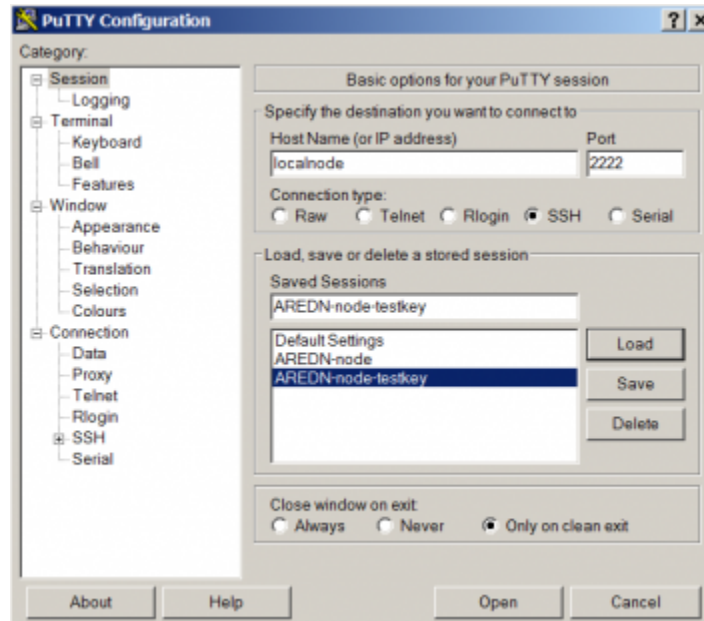 PuTTY Configuration
?
Category:
Session
Logging
Terminal
Keyboard
Bell
Features
Window
Appearance
Behaviour
Translation
Selection
Colours
Connection
Data
Proxy
Telnet
Rlogin
SSH
Serial
Basic options for your PuTTY session
Specify the destination you want to connect to
Host Name (or IP address) Port
localnode 2222
Connection type:
Raw Telnet Rlogin SSH Serial
Load, save or delete a stored session
Saved Sessions
AREDN-node-testkey
Default Settings
AREDN-node
AREDN-node-testkey
Load
Save
Delete
Close window on exit:
Always Never Only on clean exit
About Help Open Cancel